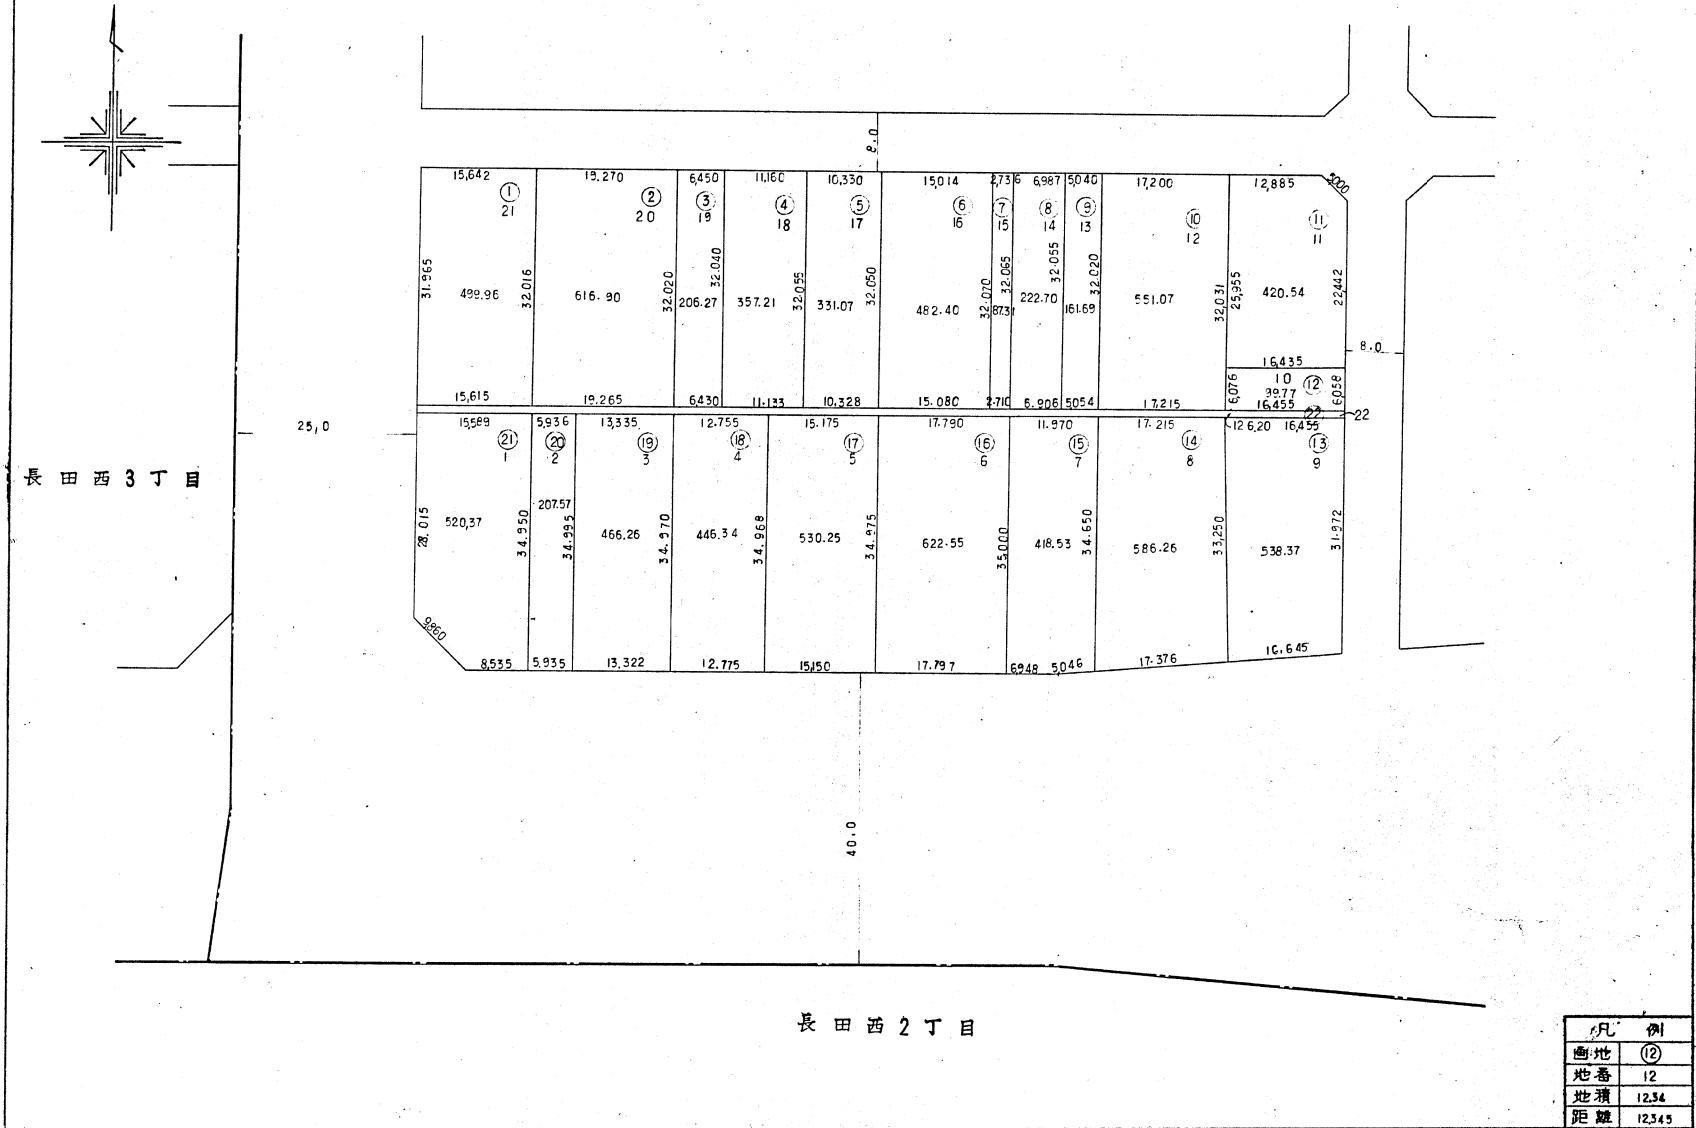 8.0
15,642 19.270 6,450 11,160 10,330 15,014 2,736 6,987 5,040 17,200 12,885 3000
① ② ③ ④ ⑤ ⑥ ⑦ ⑧ ⑨ ⑩ ⑪
21 20 19 18 17 16 15 14 13 12 11
31.965 499.96 32.016 616.90 32.020 206.27 32.040 357.21 32.055 331.07 32.050 482.40 32.070 87.31 32.065 222.70 32.055 161.69 32.020 551.07 32.031 25,955 420.54 22,442
8.0
16,435
6,076 10 ⑫ 6,058
99.77
15,615 19.265 6,430 11.133 10,328 15.080 2.710 6.906 5054 17,215 16,455
㉒ 22
25,0
15,589 5,936 13,335 12.755 15.175 17.790 11.970 17.215 126,20 16,455
㉑ ⑳ ⑲ ⑱ ⑰ ⑯ ⑮ ⑭ ⑬
1 2 3 4 5 6 7 8 9
長田西3丁目
28.015 520,37 34.950 207.57 34.995 466.26 34.970 446.34 34.968 530.25 34.975 622.55 35.000 418.53 34.650 586.26 33,250 538.37 31.972
9,860
8,535 5.935 13,322 12.775 15,150 17.797 6,948 5,046 17.376 16.645
40.0
長田西2丁目
凡例
画地 ⑫
地番 12
地積 12.34
距離 12,345